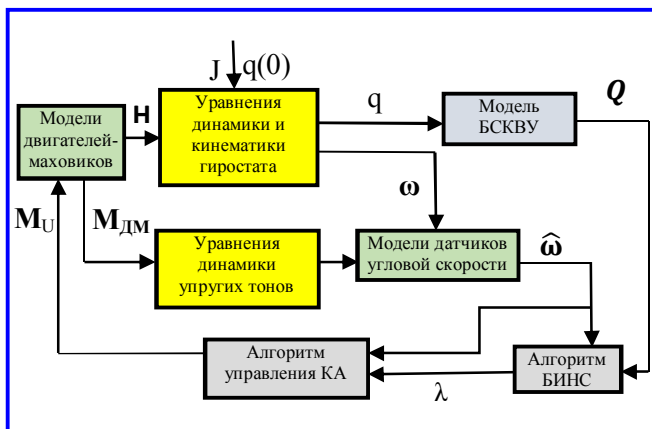 J q(0)
Модели
двигателей-
маховиков
H
Уравнения
динамики и
кинематики
гиростата
q
Модель
БСКВУ
Q
ω
M_U
M_ДМ
Уравнения
динамики
упругих тонов
Модели датчиков
угловой скорости
ω̂
Алгоритм
управления КА
λ
Алгоритм
БИНС